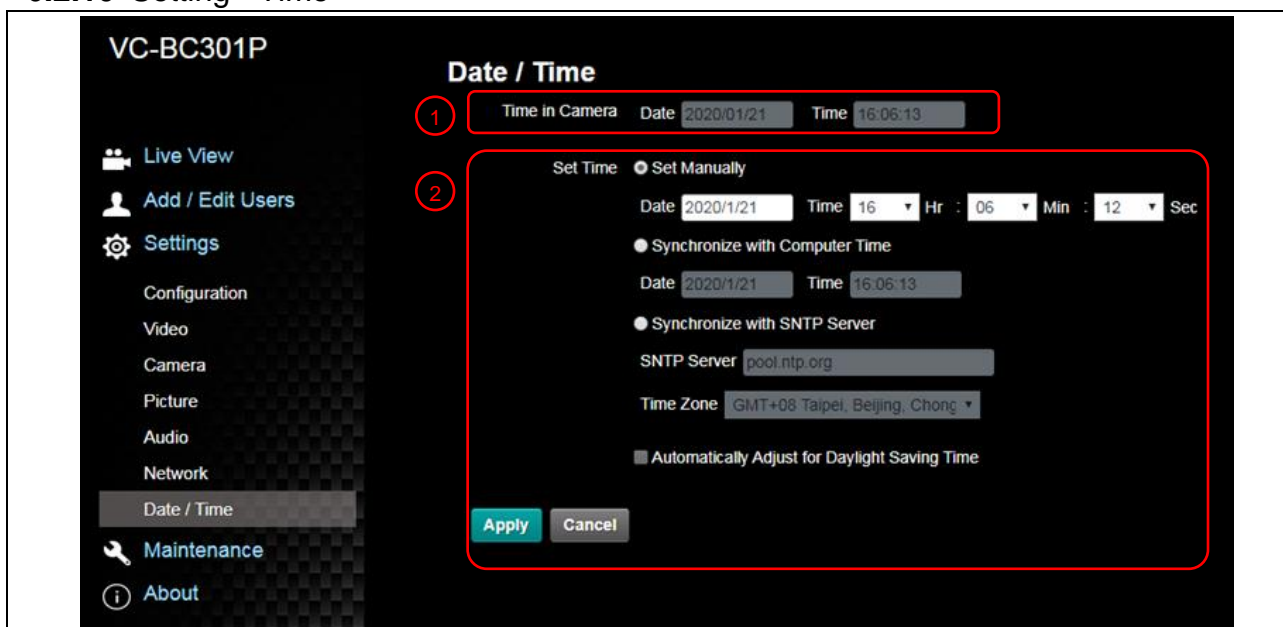 VC-BC301P
Date / Time
1 Time in Camera Date 2020/01/21 Time 16:06:13
Live View
Add / Edit Users
Settings
Configuration
Video
Camera
Picture
Audio
Network
Date / Time
Maintenance
About
2 Set Time Set Manually
Date 2020/1/21 Time 16 Hr : 06 Min : 12 Sec
Synchronize with Computer Time
Date 2020/1/21 Time 16:06:13
Synchronize with SNTP Server
SNTP Server pool.ntp.org
Time Zone GMT+08 Taipei, Beijing, Chong
Automatically Adjust for Daylight Saving Time
Apply Cancel